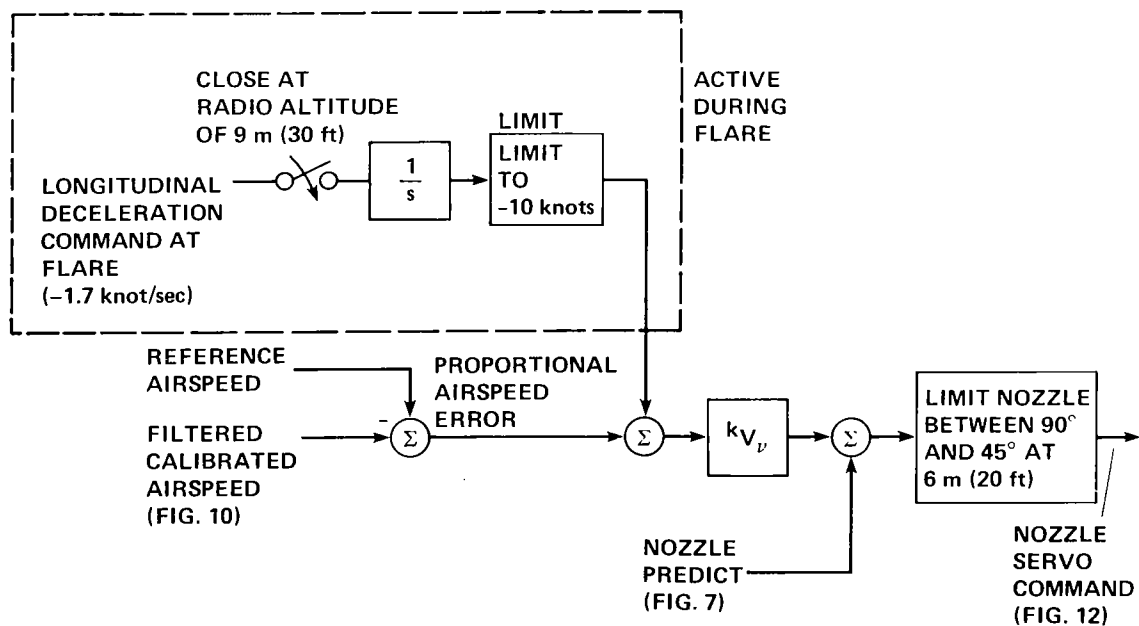 CLOSE AT
RADIO ALTITUDE
OF 9 m (30 ft)
LONGITUDINAL
DECELERATION
COMMAND AT
FLARE
(−1.7 knot/sec)
1
s
LIMIT
LIMIT
TO
−10 knots
ACTIVE
DURING
FLARE
REFERENCE
AIRSPEED
−
Σ
FILTERED
CALIBRATED
AIRSPEED
(FIG. 10)
PROPORTIONAL
AIRSPEED
ERROR
Σ
kVν
Σ
NOZZLE
PREDICT
(FIG. 7)
LIMIT NOZZLE
BETWEEN 90°
AND 45° AT
6 m (20 ft)
NOZZLE
SERVO
COMMAND
(FIG. 12)